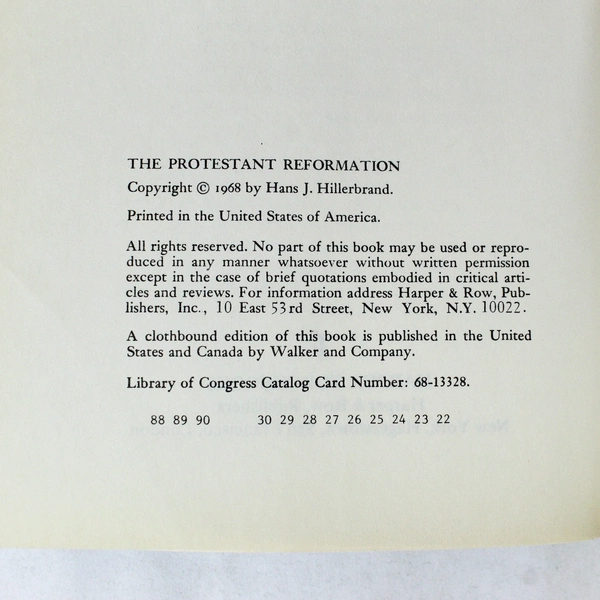 THE PROTESTANT REFORMATION
Copyright © 1968 by Hans J. Hillerbrand.
Printed in the United States of America.
All rights reserved. No part of this book may be used or repro-
duced in any manner whatsoever without written permission
except in the case of brief quotations embodied in critical arti-
cles and reviews. For information address Harper & Row, Pub-
lishers, Inc., 10 East 53rd Street, New York, N.Y. 10022.
A clothbound edition of this book is published in the United
States and Canada by Walker and Company.
Library of Congress Catalog Card Number: 68-13328.
88 89 90 30 29 28 27 26 25 24 23 22